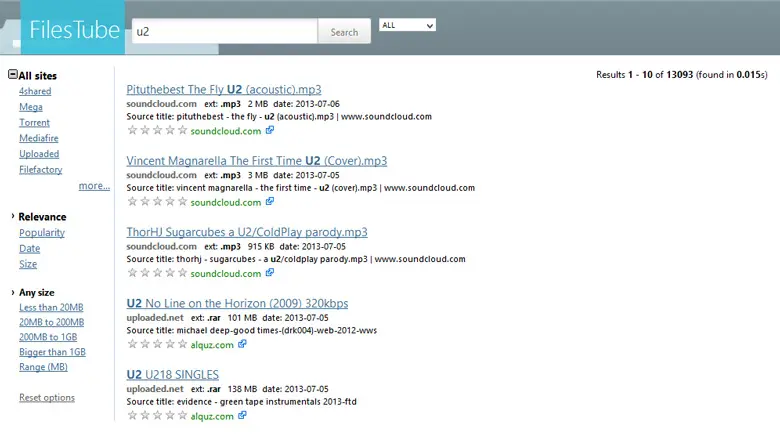 FilesTube
u2
Search
ALL
Results 1 - 10 of 13093 (found in 0.015s)
All sites
4shared
Mega
Torrent
Mediafire
Uploaded
Filefactory
more...
Relevance
Popularity
Date
Size
Any size
Less than 20MB
20MB to 200MB
200MB to 1GB
Bigger than 1GB
Range (MB)
Reset options
Pituthebest The Fly U2 (acoustic).mp3
soundcloud.com ext: .mp3 2 MB date: 2013-07-06
Source title: pituthebest - the fly - u2 (acoustic).mp3 | www.soundcloud.com
soundcloud.com
Vincent Magnarella The First Time U2 (Cover).mp3
soundcloud.com ext: .mp3 3 MB date: 2013-07-05
Source title: vincent magnarella - the first time - u2 (cover).mp3 | www.soundcloud.com
soundcloud.com
ThorHJ Sugarcubes a U2/ColdPlay parody.mp3
soundcloud.com ext: .mp3 915 KB date: 2013-07-05
Source title: thorhj - sugarcubes - a u2/coldplay parody.mp3 | www.soundcloud.com
soundcloud.com
U2 No Line on the Horizon (2009) 320kbps
uploaded.net ext: .rar 101 MB date: 2013-07-05
Source title: michael deep-good times-(drk004)-web-2012-wws
alquz.com
U2 U218 SINGLES
uploaded.net ext: .rar 138 MB date: 2013-07-05
Source title: evidence - green tape instrumentals 2013-ftd
alquz.com